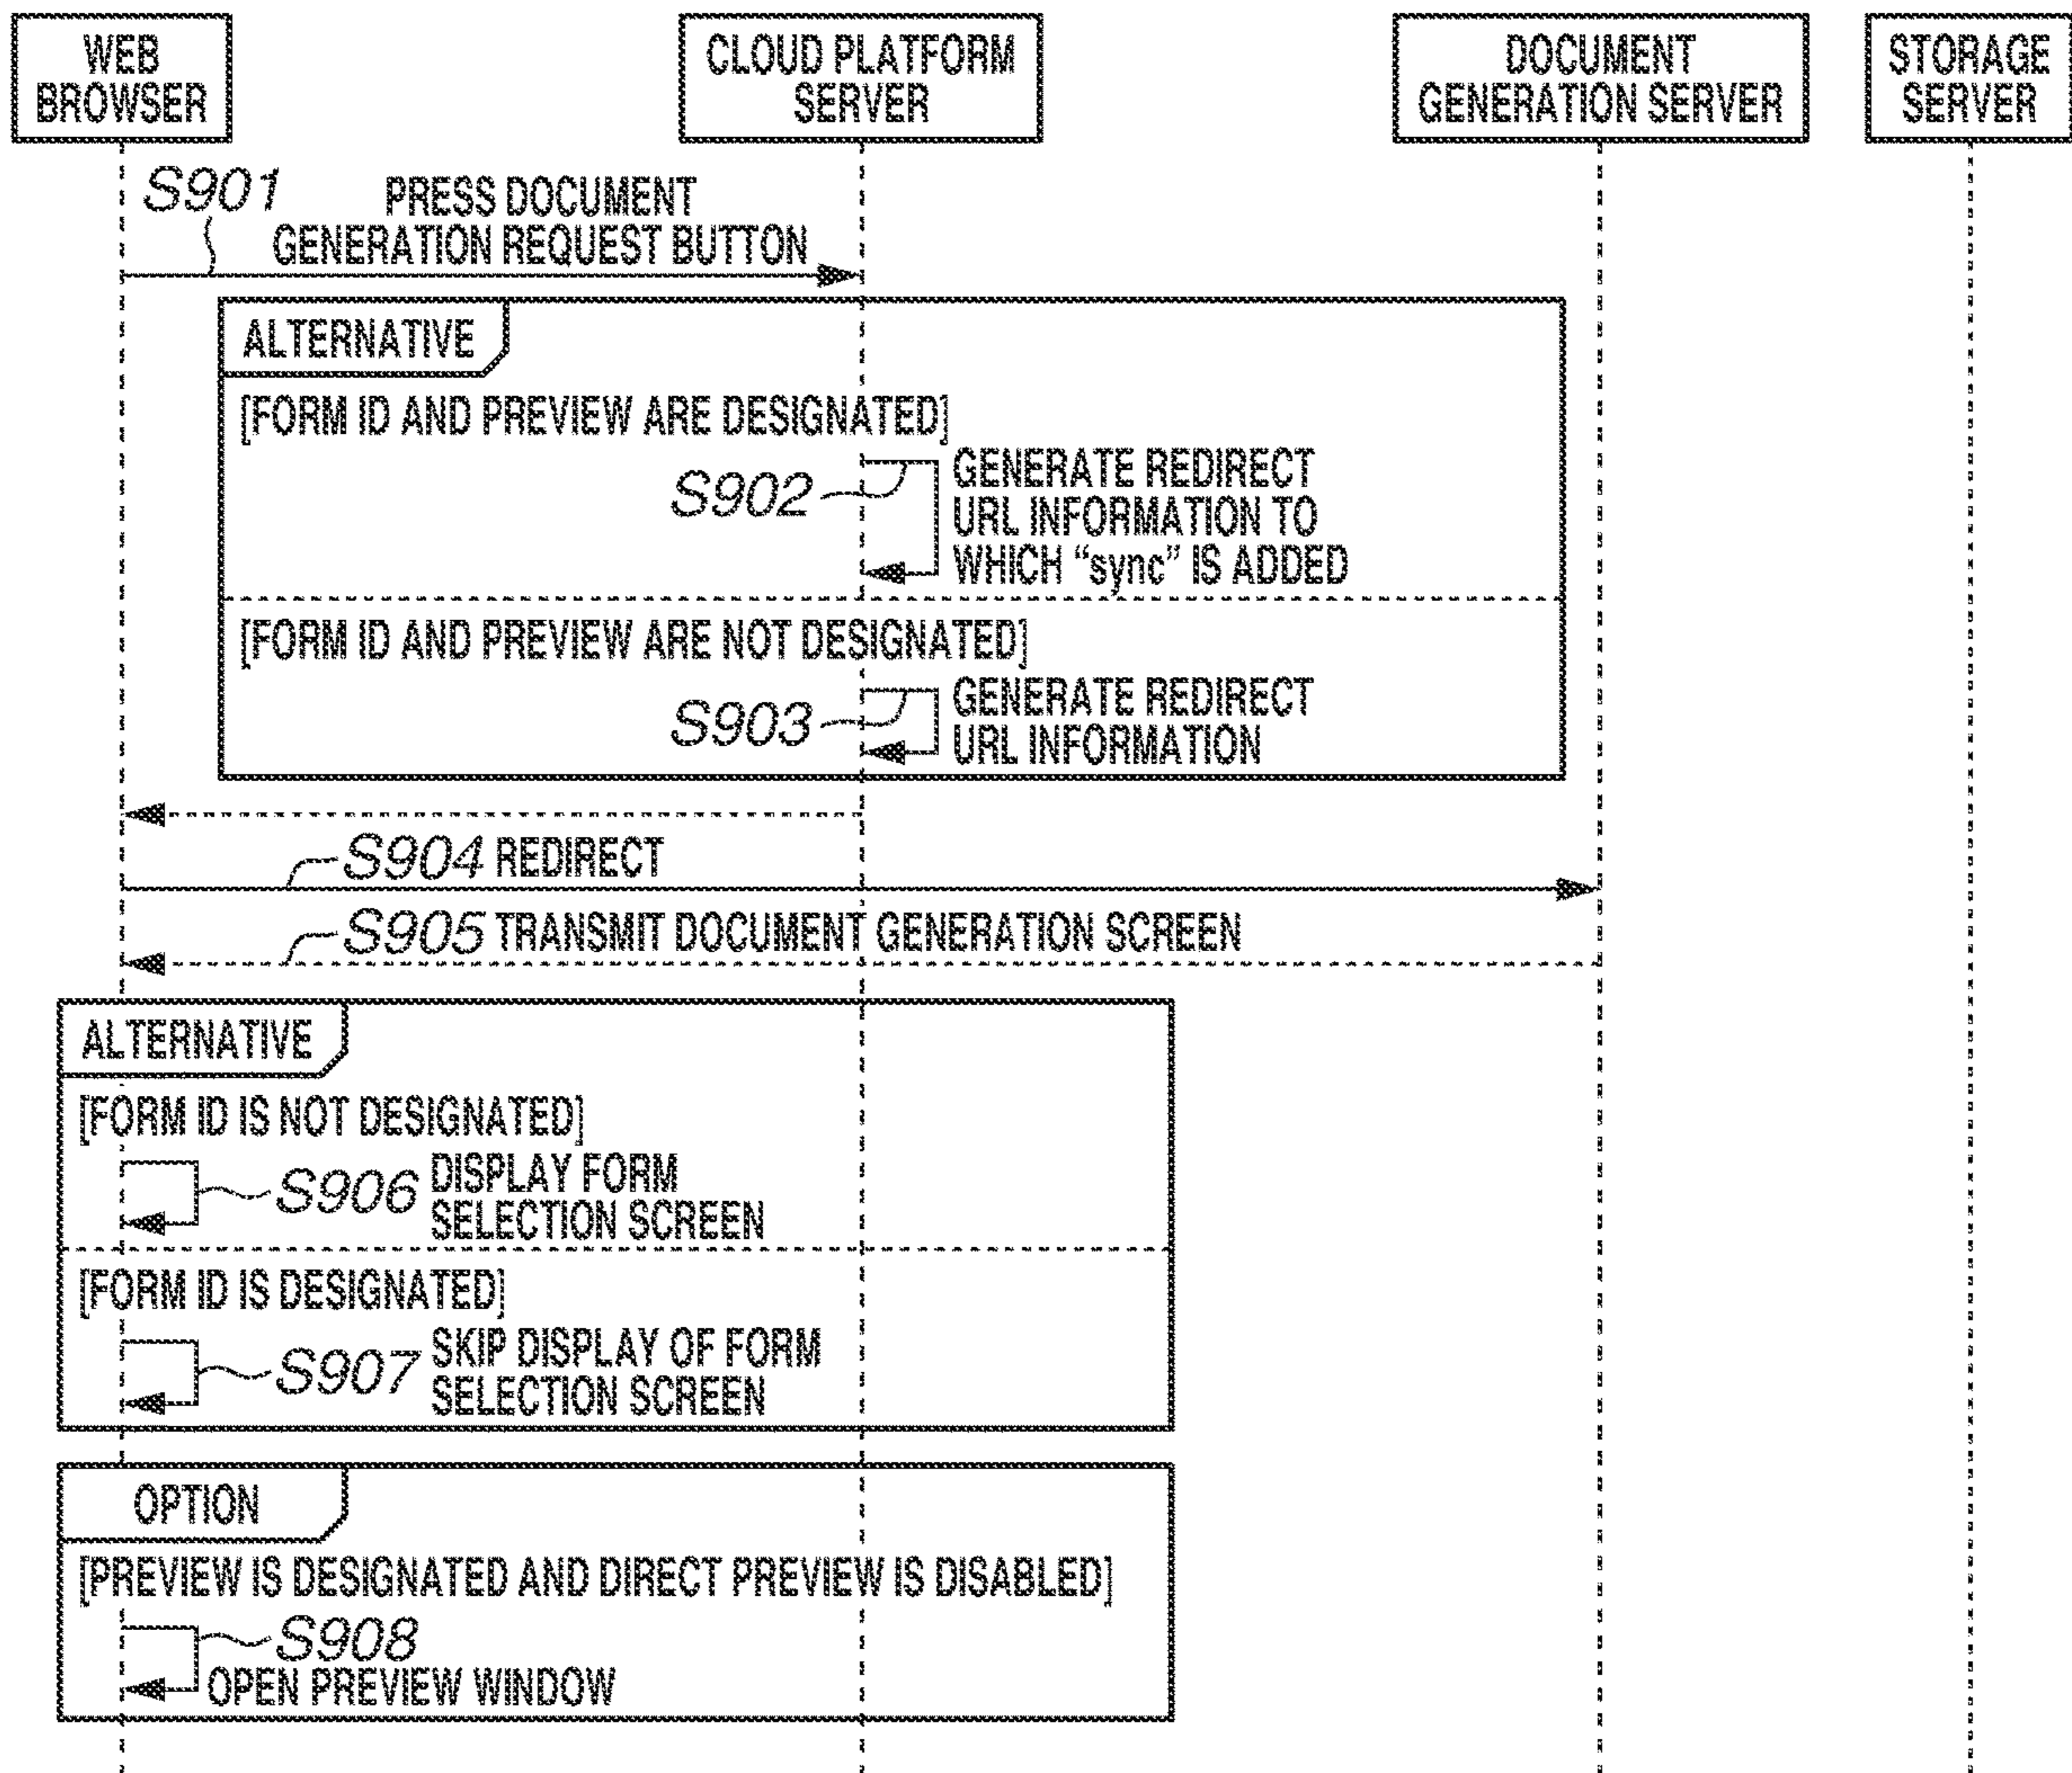 WEB
BROWSER
CLOUD PLATFORM
SERVER
DOCUMENT
GENERATION SERVER
STORAGE
SERVER
S901
PRESS DOCUMENT
GENERATION REQUEST BUTTON
ALTERNATIVE
[FORM ID AND PREVIEW ARE DESIGNATED]
S902
GENERATE REDIRECT
URL INFORMATION TO
WHICH “sync” IS ADDED
[FORM ID AND PREVIEW ARE NOT DESIGNATED]
S903
GENERATE REDIRECT
URL INFORMATION
S904 REDIRECT
S905 TRANSMIT DOCUMENT GENERATION SCREEN
ALTERNATIVE
[FORM ID IS NOT DESIGNATED]
S906
DISPLAY FORM
SELECTION SCREEN
[FORM ID IS DESIGNATED]
S907
SKIP DISPLAY OF FORM
SELECTION SCREEN
OPTION
[PREVIEW IS DESIGNATED AND DIRECT PREVIEW IS DISABLED]
S908
OPEN PREVIEW WINDOW